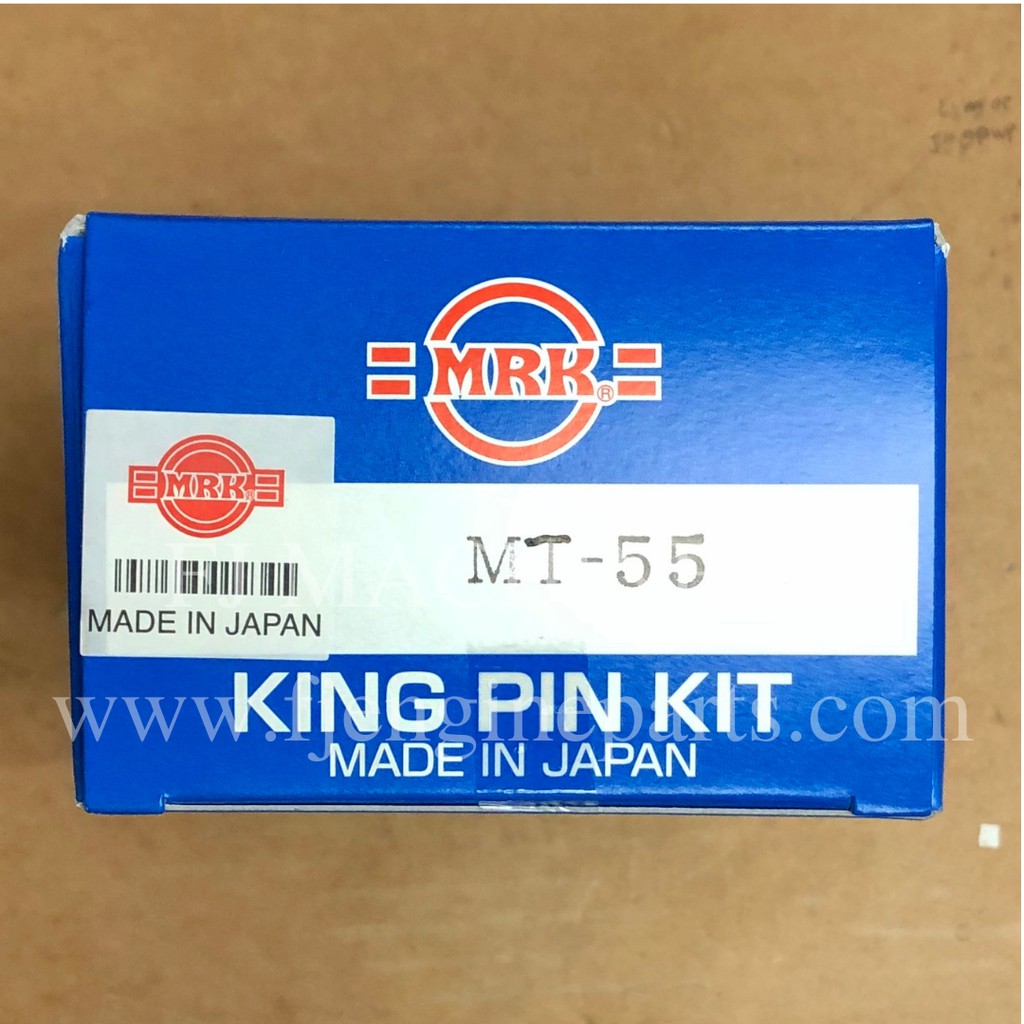 MRK®
MRK®
MT-55
MADE IN JAPAN
KING PIN KIT
www.fjengineparts.com
MADE IN JAPAN